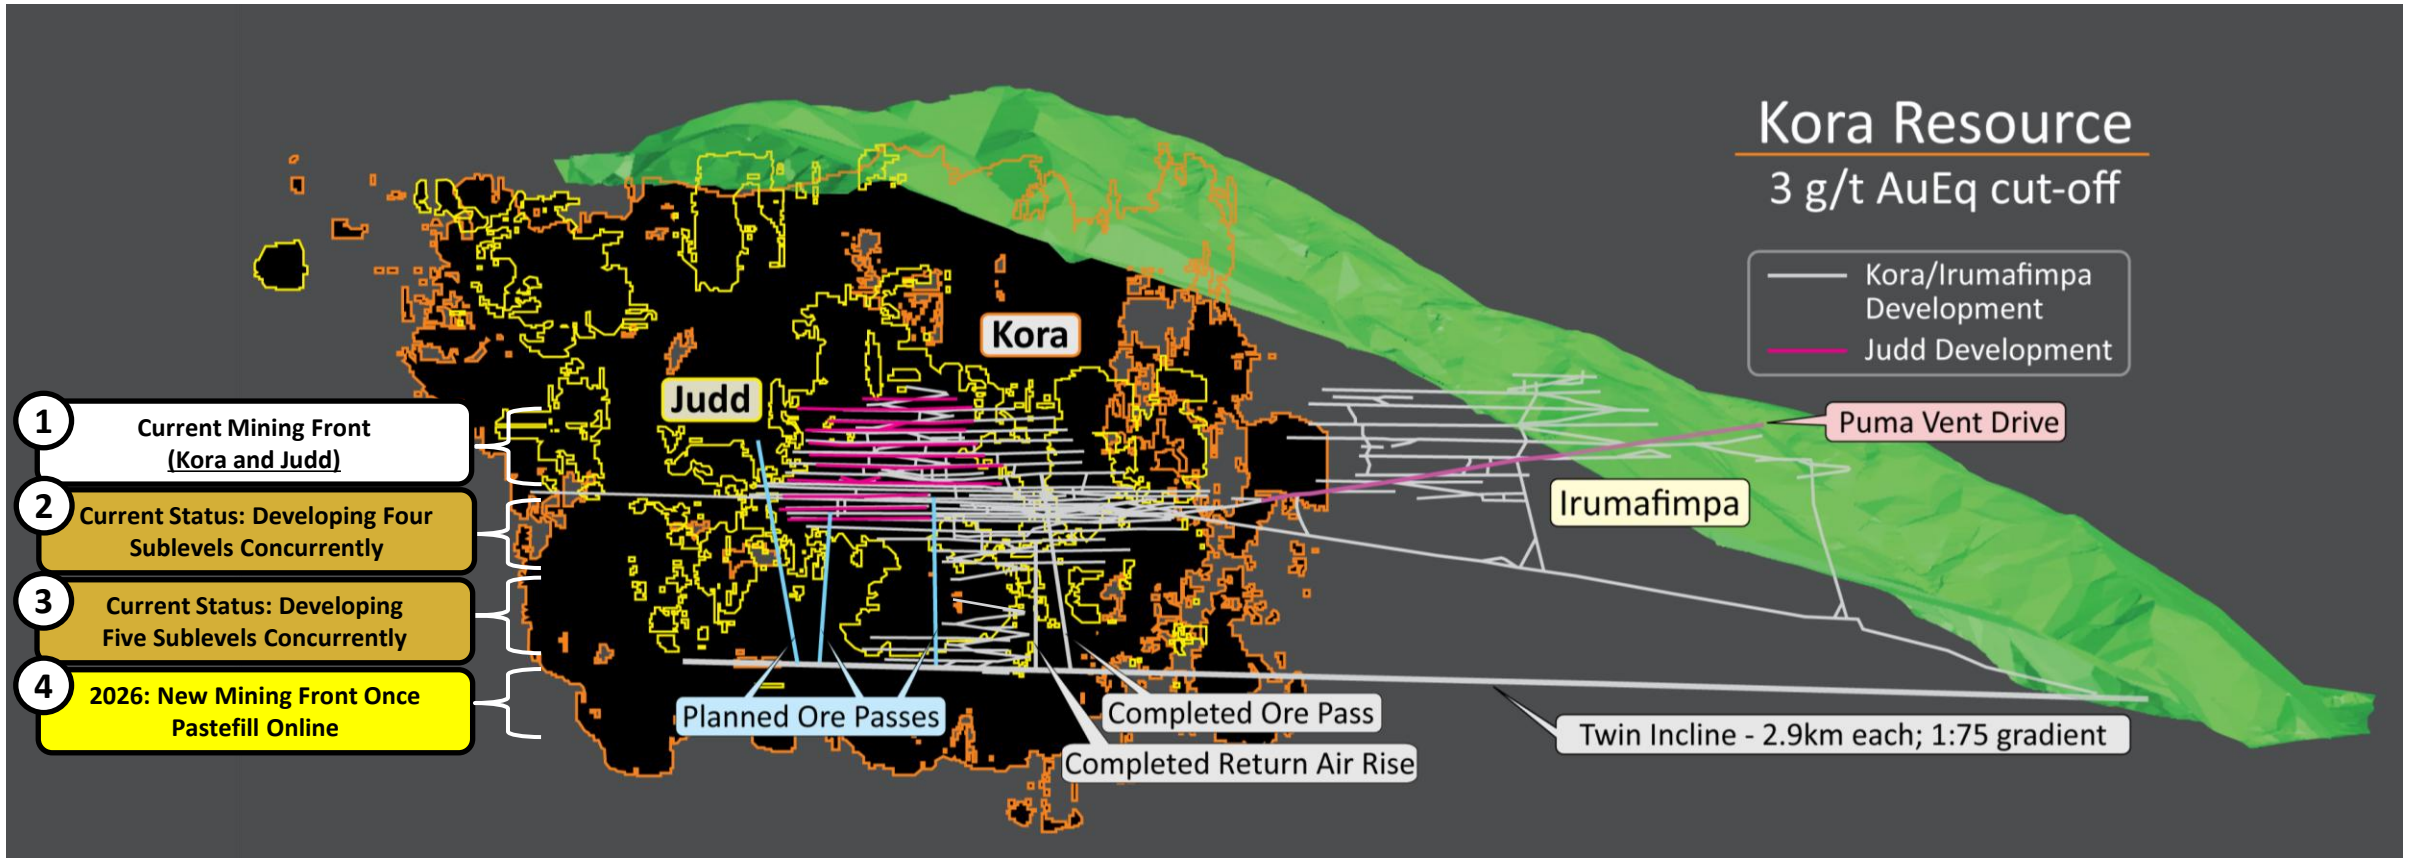 Kora Resource
3 g/t AuEq cut-off
Kora/Irumafimpa
Development
Judd Development
Kora
Judd
1
Current Mining Front
(Kora and Judd)
2
Current Status: Developing Four
Sublevels Concurrently
3
Current Status: Developing
Five Sublevels Concurrently
4
2026: New Mining Front Once
Pastefill Online
Puma Vent Drive
Irumafimpa
Planned Ore Passes
Completed Ore Pass
Completed Return Air Rise
Twin Incline - 2.9km each; 1:75 gradient